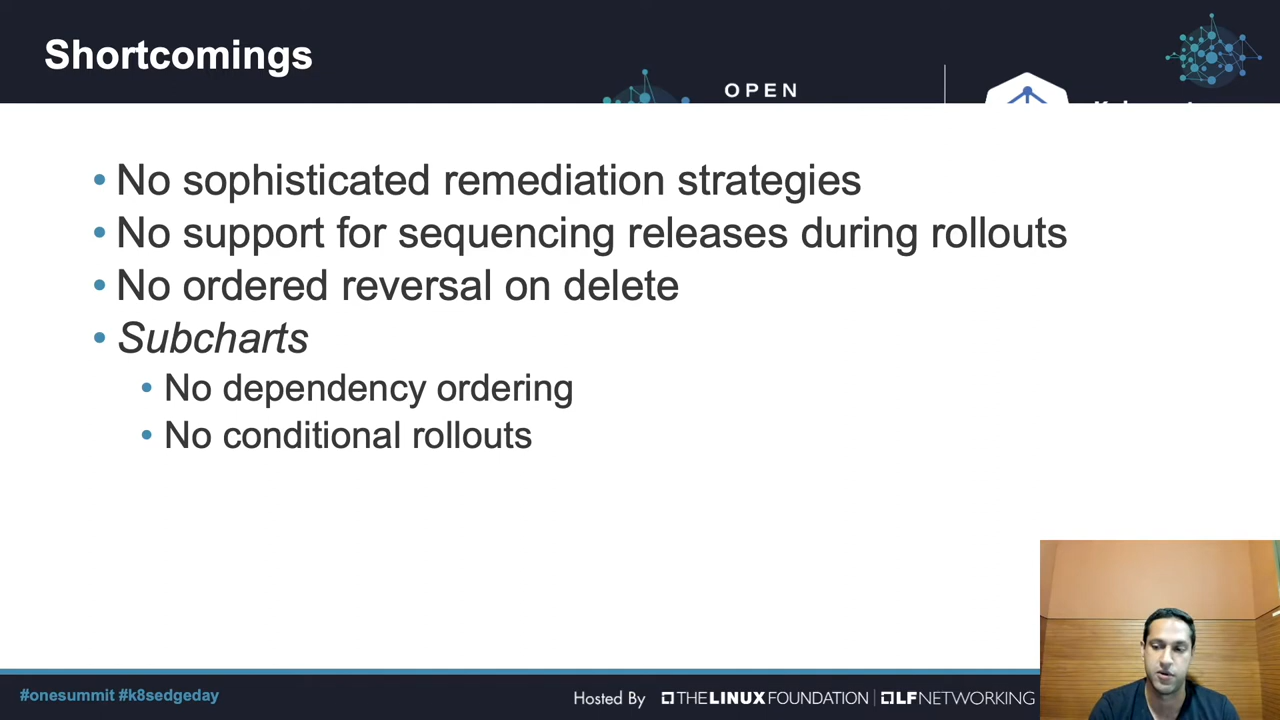 Shortcomings
OPEN
• No sophisticated remediation strategies
• No support for sequencing releases during rollouts
• No ordered reversal on delete
• Subcharts
• No dependency ordering
• No conditional rollouts
#onesummit #k8sedgeday
Hosted By THE LINUX FOUNDATION | LF NETWORKING